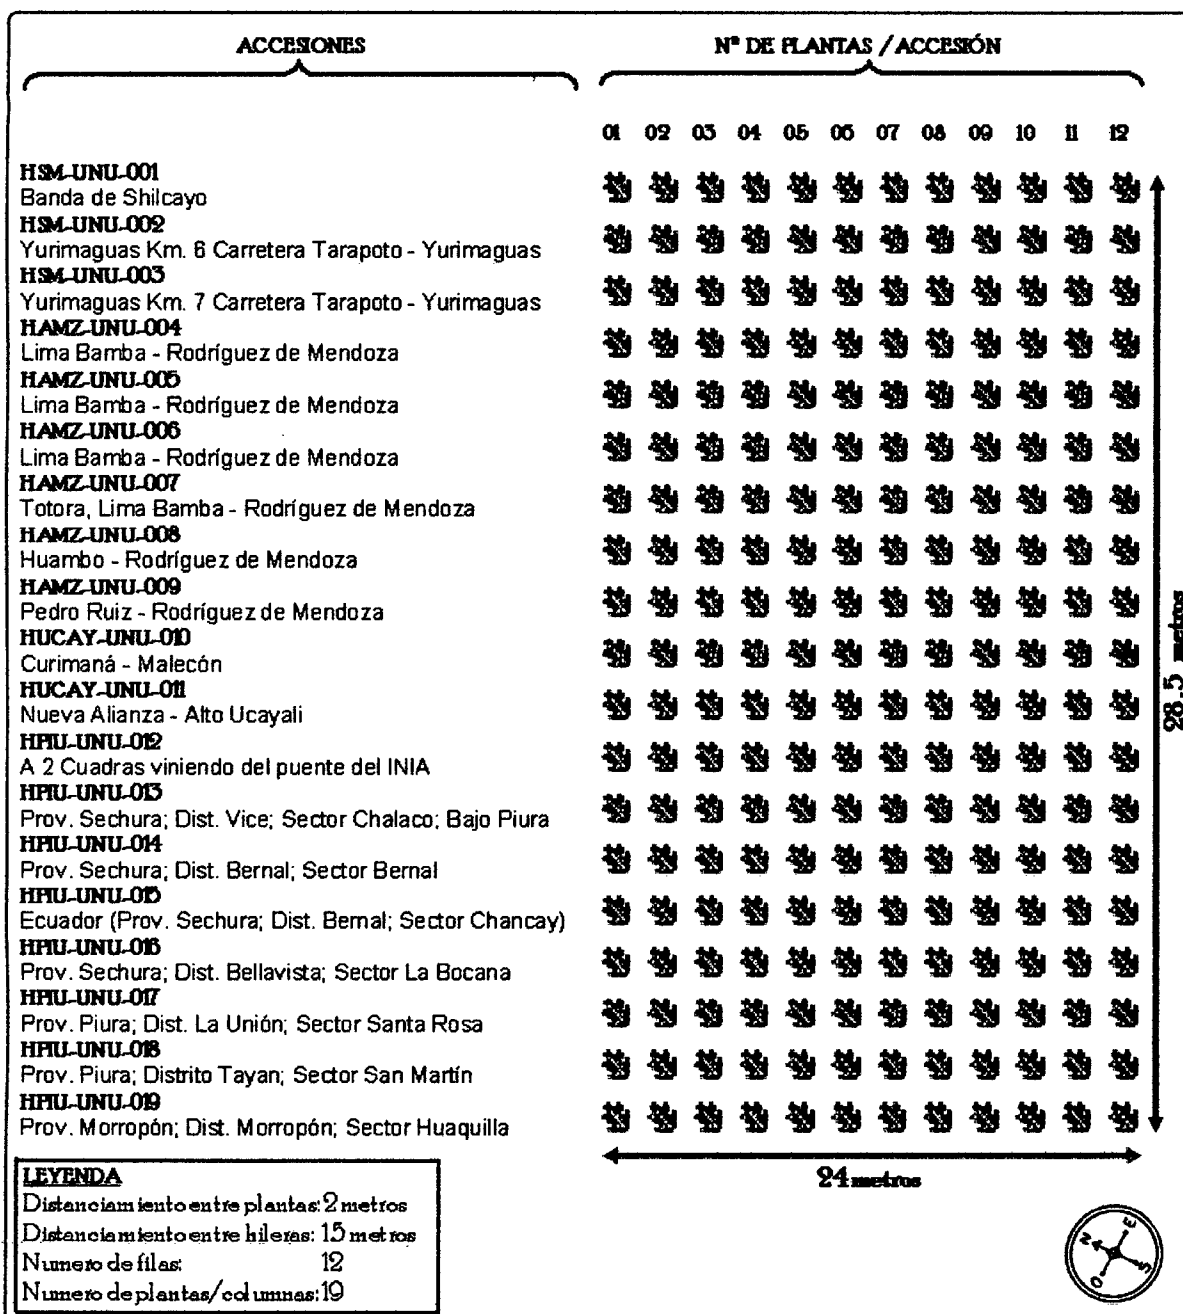 ACCESIONES
N° DE PLANTAS / ACCESIÓN
01 02 03 04 05 06 07 08 09 10 11 12
HSM-UNU-001
Banda de Shilcayo
HSM-UNU-002
Yurimaguas Km. 6 Carretera Tarapoto - Yurimaguas
HSM-UNU-003
Yurimaguas Km. 7 Carretera Tarapoto - Yurimaguas
HAMZ-UNU-004
Lima Bamba - Rodríguez de Mendoza
HAMZ-UNU-005
Lima Bamba - Rodríguez de Mendoza
HAMZ-UNU-006
Lima Bamba - Rodríguez de Mendoza
HAMZ-UNU-007
Totora, Lima Bamba - Rodríguez de Mendoza
HAMZ-UNU-008
Huambo - Rodríguez de Mendoza
HAMZ-UNU-009
Pedro Ruiz - Rodríguez de Mendoza
HUCAY-UNU-010
Curimaná - Malecón
HUCAY-UNU-011
Nueva Alianza - Alto Ucayali
HPIU-UNU-012
A 2 Cuadras viniendo del puente del INIA
HPIU-UNU-013
Prov. Sechura; Dist. Vice; Sector Chalaco; Bajo Piura
HPIU-UNU-014
Prov. Sechura; Dist. Bernal; Sector Bernal
HPIU-UNU-015
Ecuador (Prov. Sechura; Dist. Bernal; Sector Chancay)
HPIU-UNU-016
Prov. Sechura; Dist. Bellavista; Sector La Bocana
HPIU-UNU-017
Prov. Piura; Dist. La Unión; Sector Santa Rosa
HPIU-UNU-018
Prov. Piura; Distrito Tayan; Sector San Martín
HPIU-UNU-019
Prov. Morropón; Dist. Morropón; Sector Huaquilla
28.5 metros
24 metros
LEYENDA
Distanciamiento entre plantas: 2 metros
Distanciamiento entre hileras: 15 metros
Numero de filas: 12
Numero de plantas/columnas: 19
N E S O